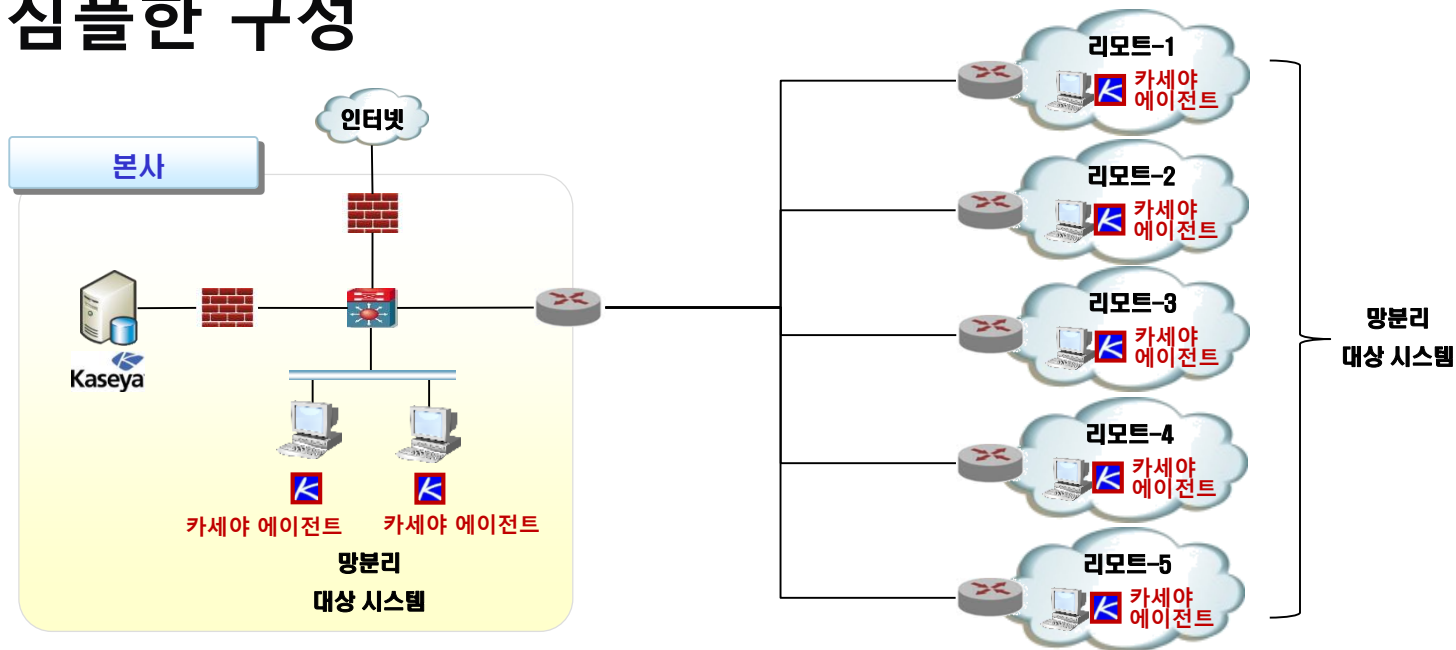 심플한 구성
인터넷
본사
Kaseya
카세야 에이전트
카세야 에이전트
망분리
대상 시스템
리모트-1
카세야
에이전트
리모트-2
카세야
에이전트
리모트-3
카세야
에이전트
리모트-4
카세야
에이전트
리모트-5
카세야
에이전트
망분리
대상 시스템